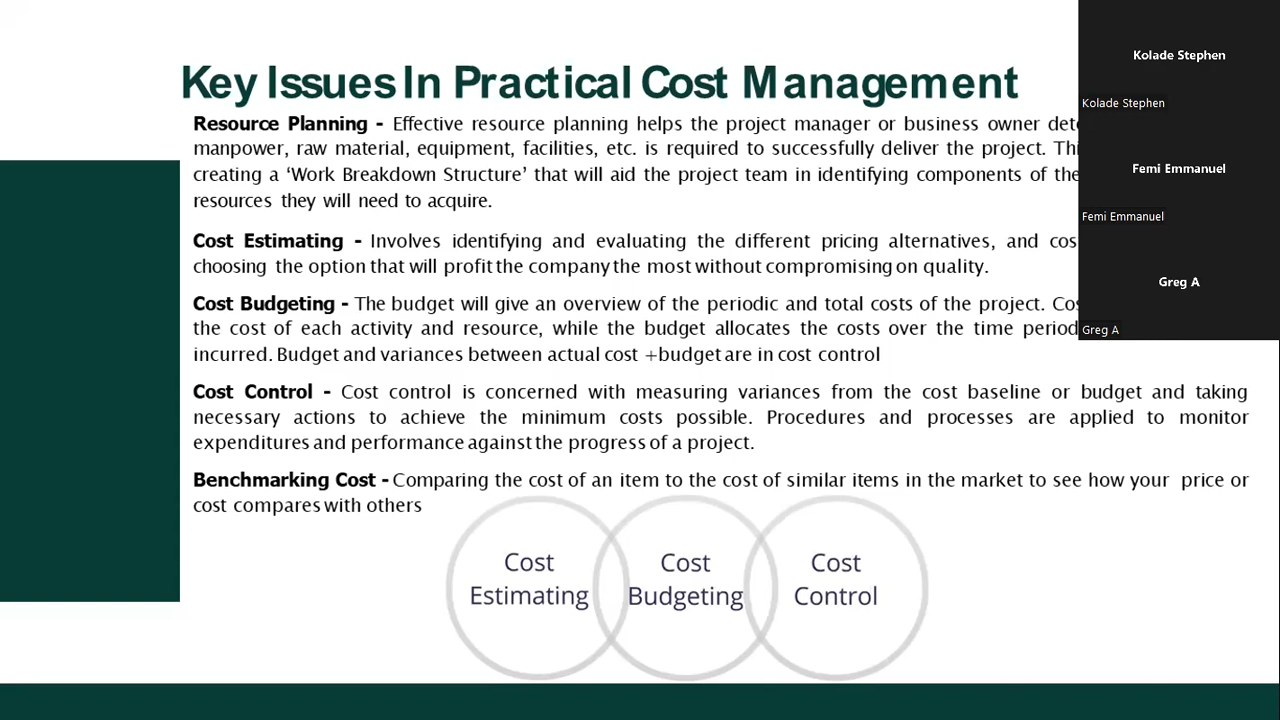 Key Issues In Practical Cost Management
Resource Planning - Effective resource planning helps the project manager or business owner
manpower, raw material, equipment, facilities, etc. is required to successfully deliver the project.
creating a ‘Work Breakdown Structure’ that will aid the project team in identifying components of the
resources they will need to acquire.
Cost Estimating - Involves identifying and evaluating the different pricing alternatives, and
choosing the option that will profit the company the most without compromising on quality.
Cost Budgeting - The budget will give an overview of the periodic and total costs of the project.
the cost of each activity and resource, while the budget allocates the costs over the time period
incurred. Budget and variances between actual cost +budget are in cost control
Cost Control - Cost control is concerned with measuring variances from the cost baseline or budget and taking
necessary actions to achieve the minimum costs possible. Procedures and processes are applied to monitor
expenditures and performance against the progress of a project.
Benchmarking Cost - Comparing the cost of an item to the cost of similar items in the market to see how your price or
cost compares with others
Cost
Estimating
Cost
Budgeting
Cost
Control
Kolade Stephen
Kolade Stephen
Femi Emmanuel
Femi Emmanuel
Greg A
Greg A